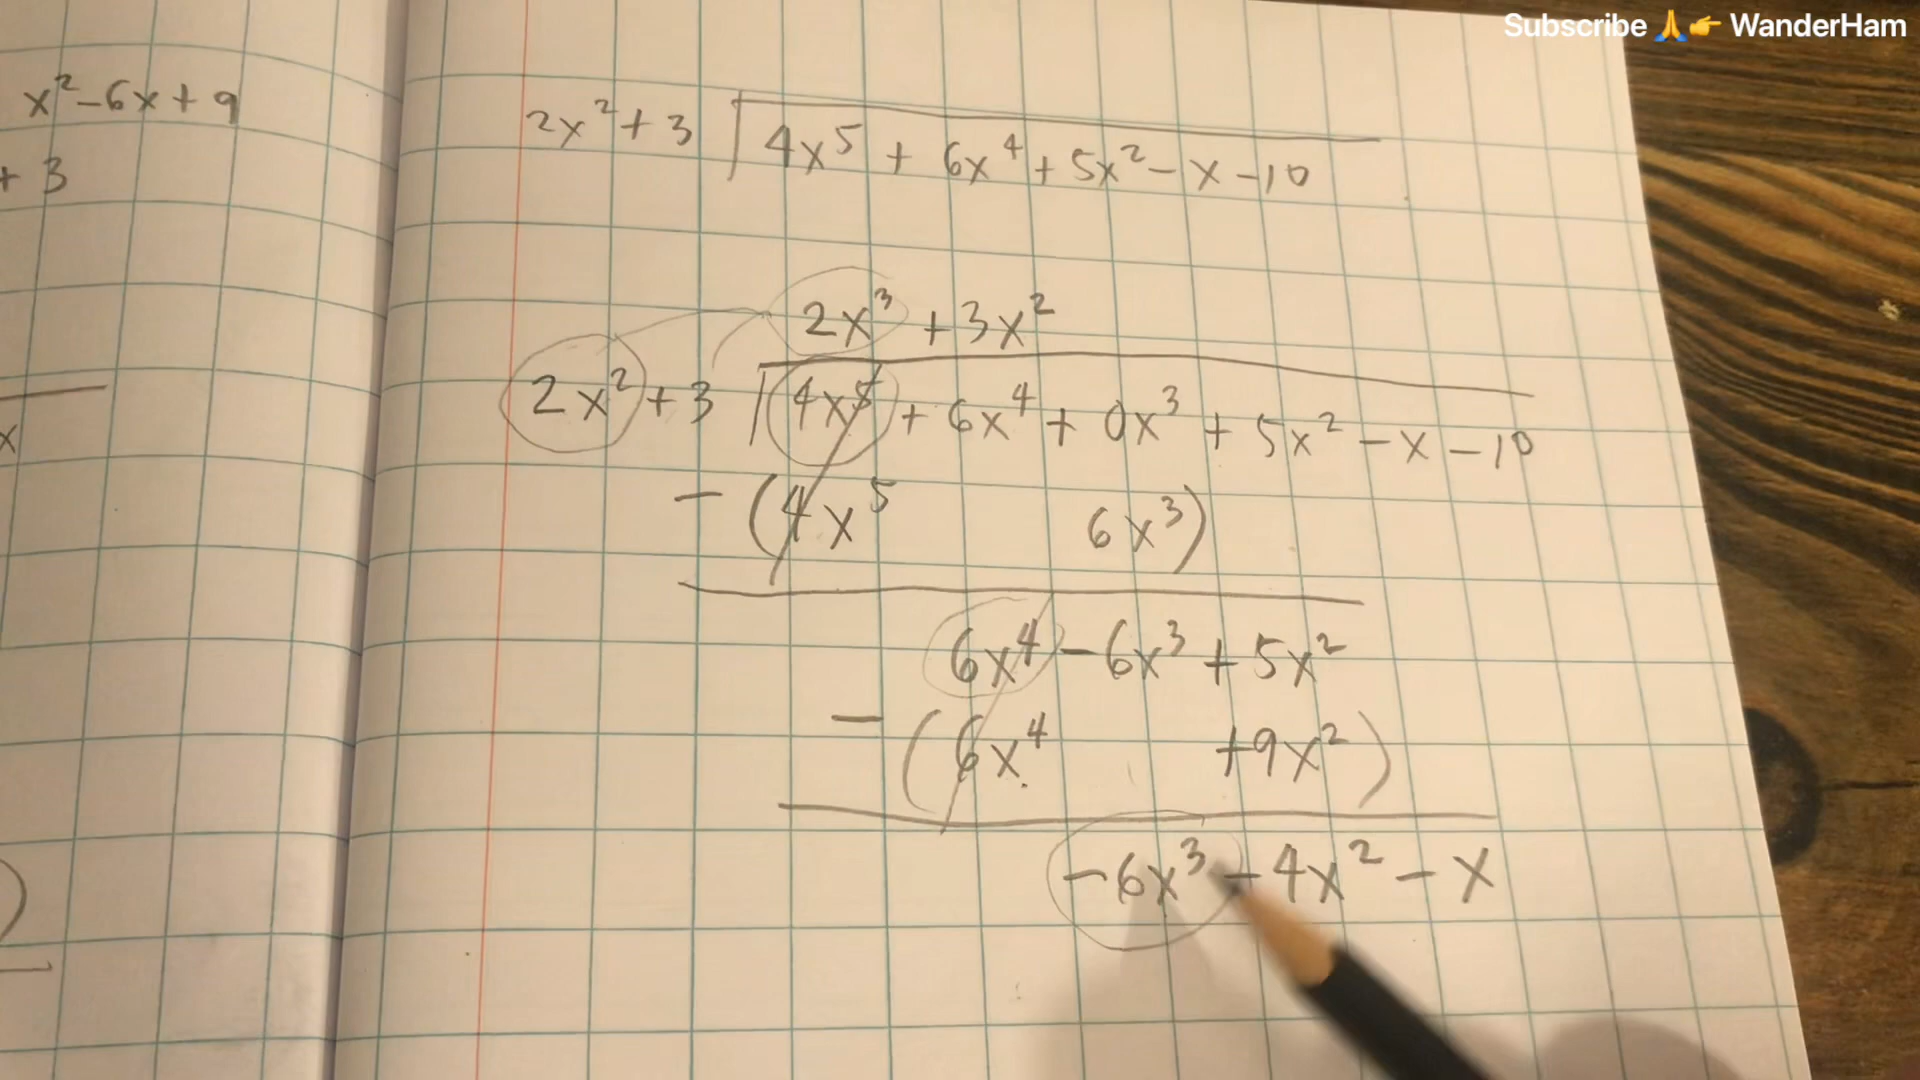 Subscribe 🙏👉 WanderHam
x²-6x+9
+ 3
x
2x²+3 4x⁵ + 6x⁴ + 5x² - x - 10
2x³ + 3x²
2x² + 3 4x⁵ + 6x⁴ + 0x³ + 5x² - x - 10
- (4x⁵ 6x³)
6x⁴ - 6x³ + 5x²
- (6x⁴ +9x²)
-6x³ - 4x² - x